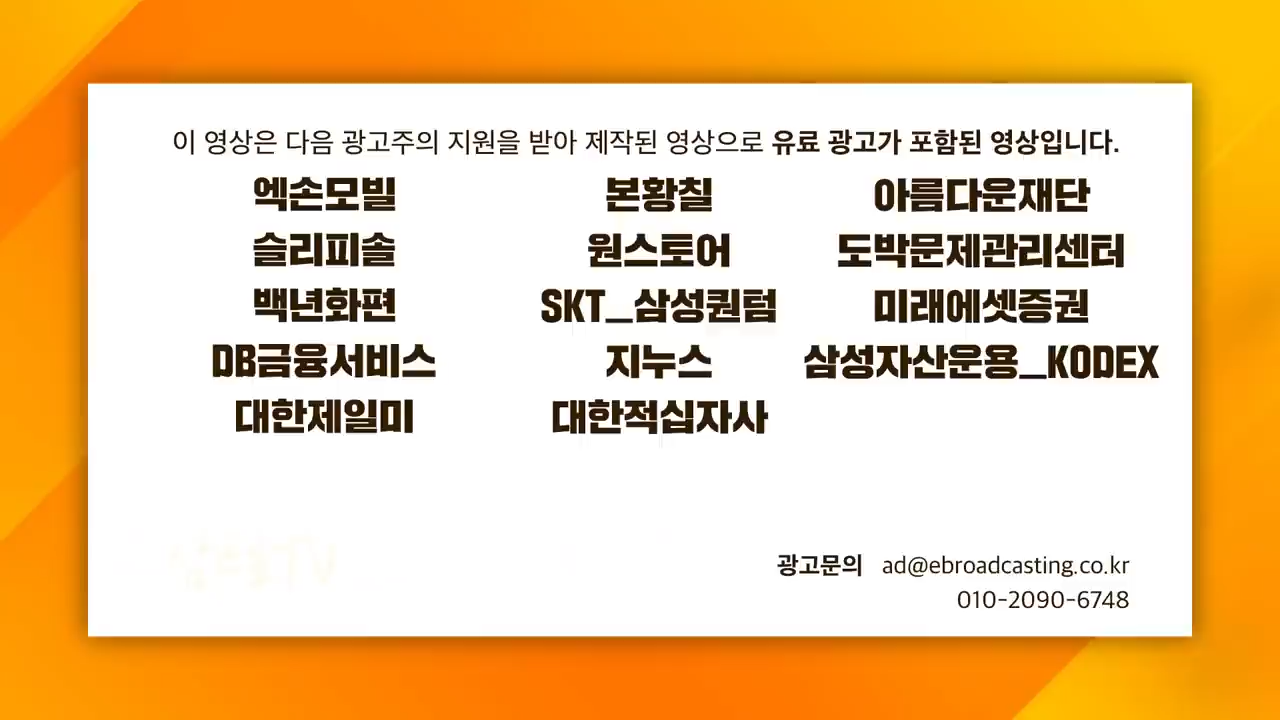 이 영상은 다음 광고주의 지원을 받아 제작된 영상으로 유료 광고가 포함된 영상입니다.
엑손모빌 본황칠 아름다운재단
슬리피솔 원스토어 도박문제관리센터
백년화편 SKT_삼성퀀텀 미래에셋증권
DB금융서비스 지누스 삼성자산운용_KODEX
대한제일미 대한적십자사
광고문의 ad@ebroadcasting.co.kr
010-2090-6748